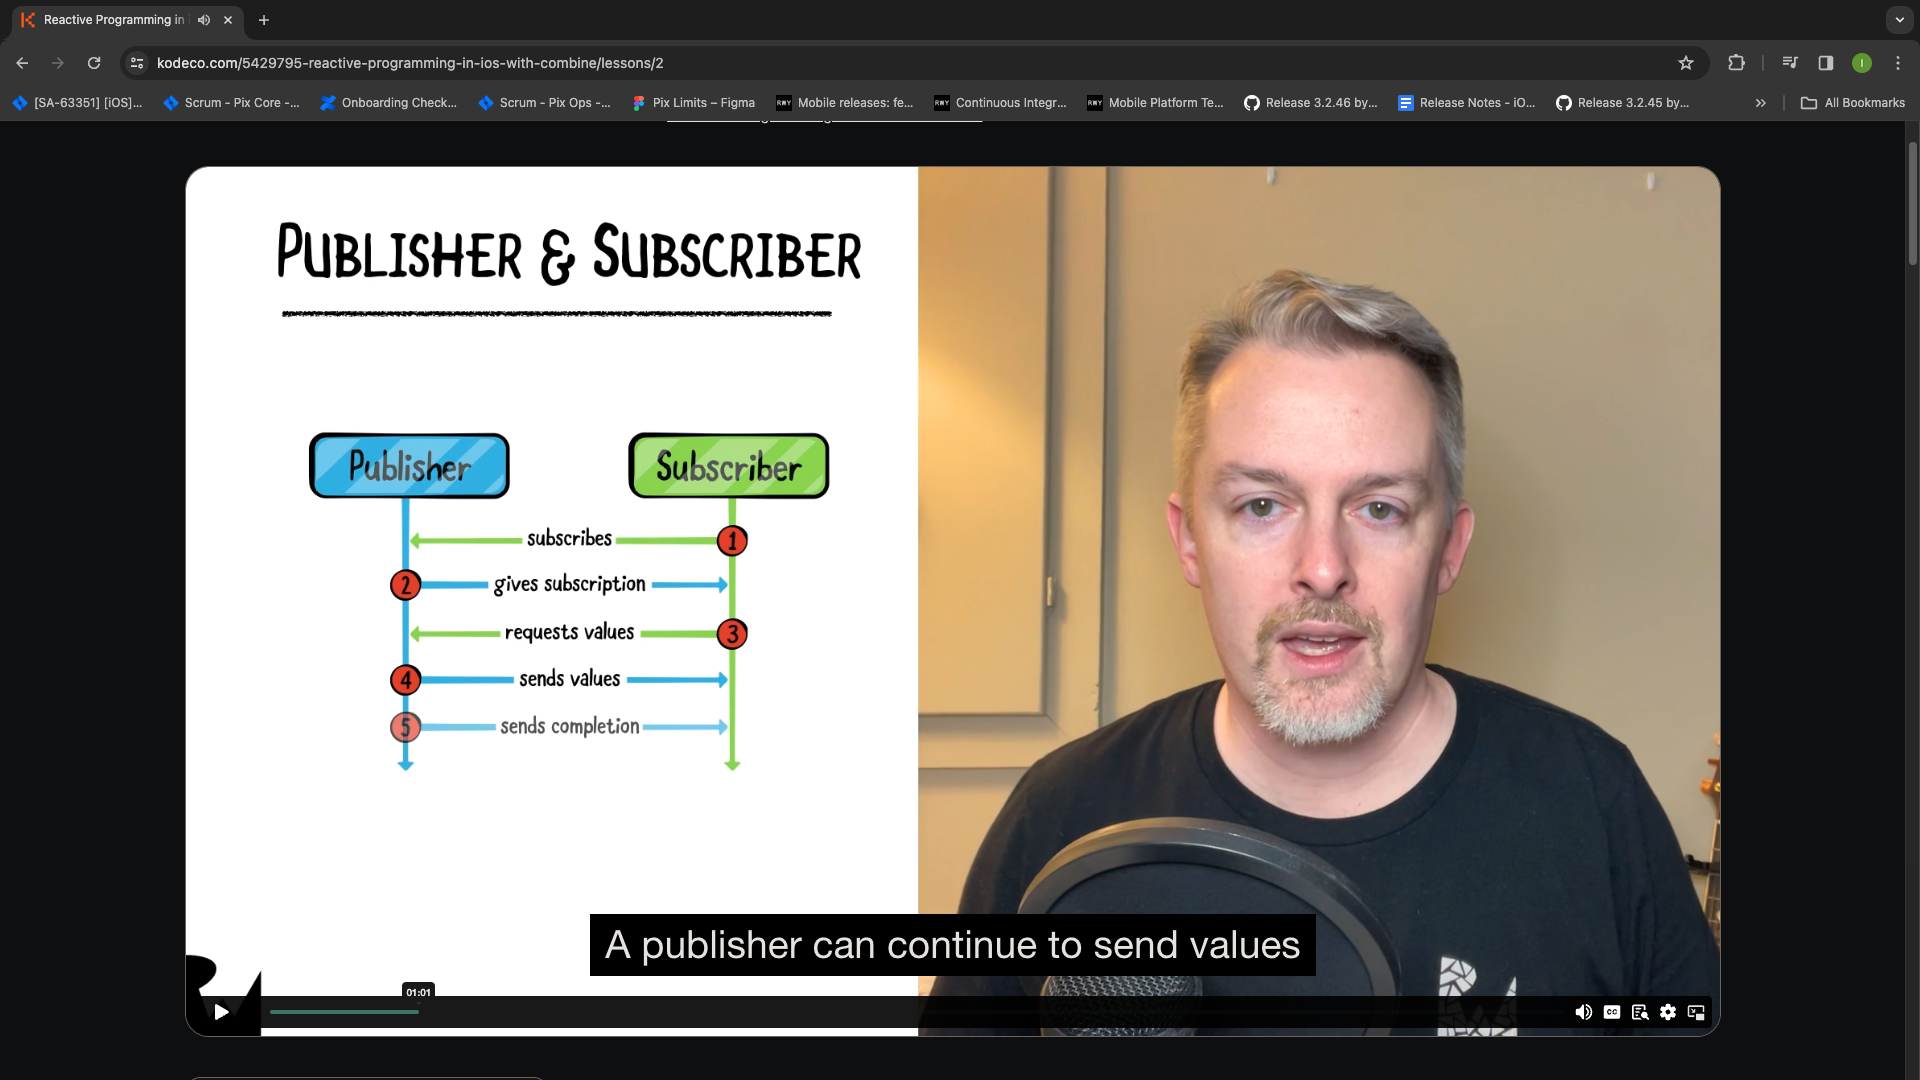 Reactive Programming in
kodeco.com/5429795-reactive-programming-in-ios-with-combine/lessons/2
I
[SA-63351] [iOS]...
Scrum - Pix Core -...
Onboarding Check...
Scrum - Pix Ops -...
Pix Limits – Figma
RWY
Mobile releases: fe...
RWY
Continuous Integr...
RWY
Mobile Platform Te...
Release 3.2.46 by...
Release Notes - iO...
Release 3.2.45 by...
All Bookmarks
PUBLISHER & SUBSCRIBER
Publisher
Subscriber
subscribes
1
2
gives subscription
requests values
3
4
sends values
5
sends completion
A publisher can continue to send values
01:01
CC